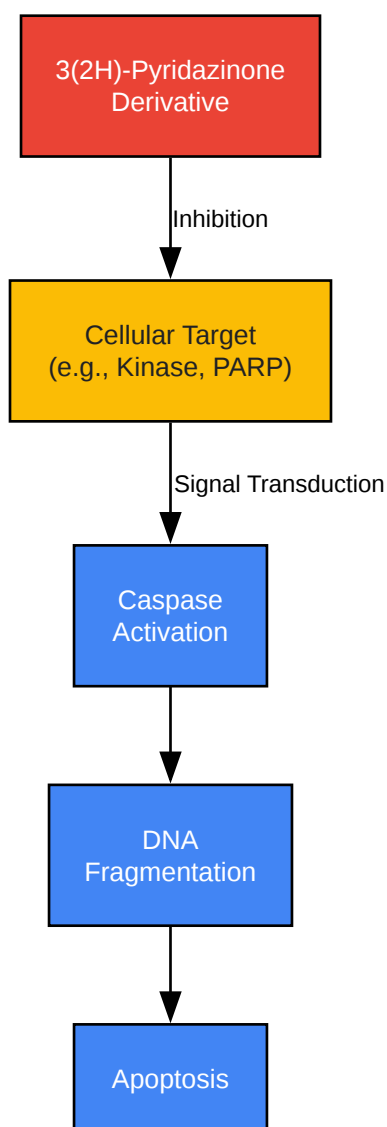 3(2H)-Pyridazinone
Derivative
Inhibition
Cellular Target
(e.g., Kinase, PARP)
Signal Transduction
Caspase
Activation
DNA
Fragmentation
Apoptosis